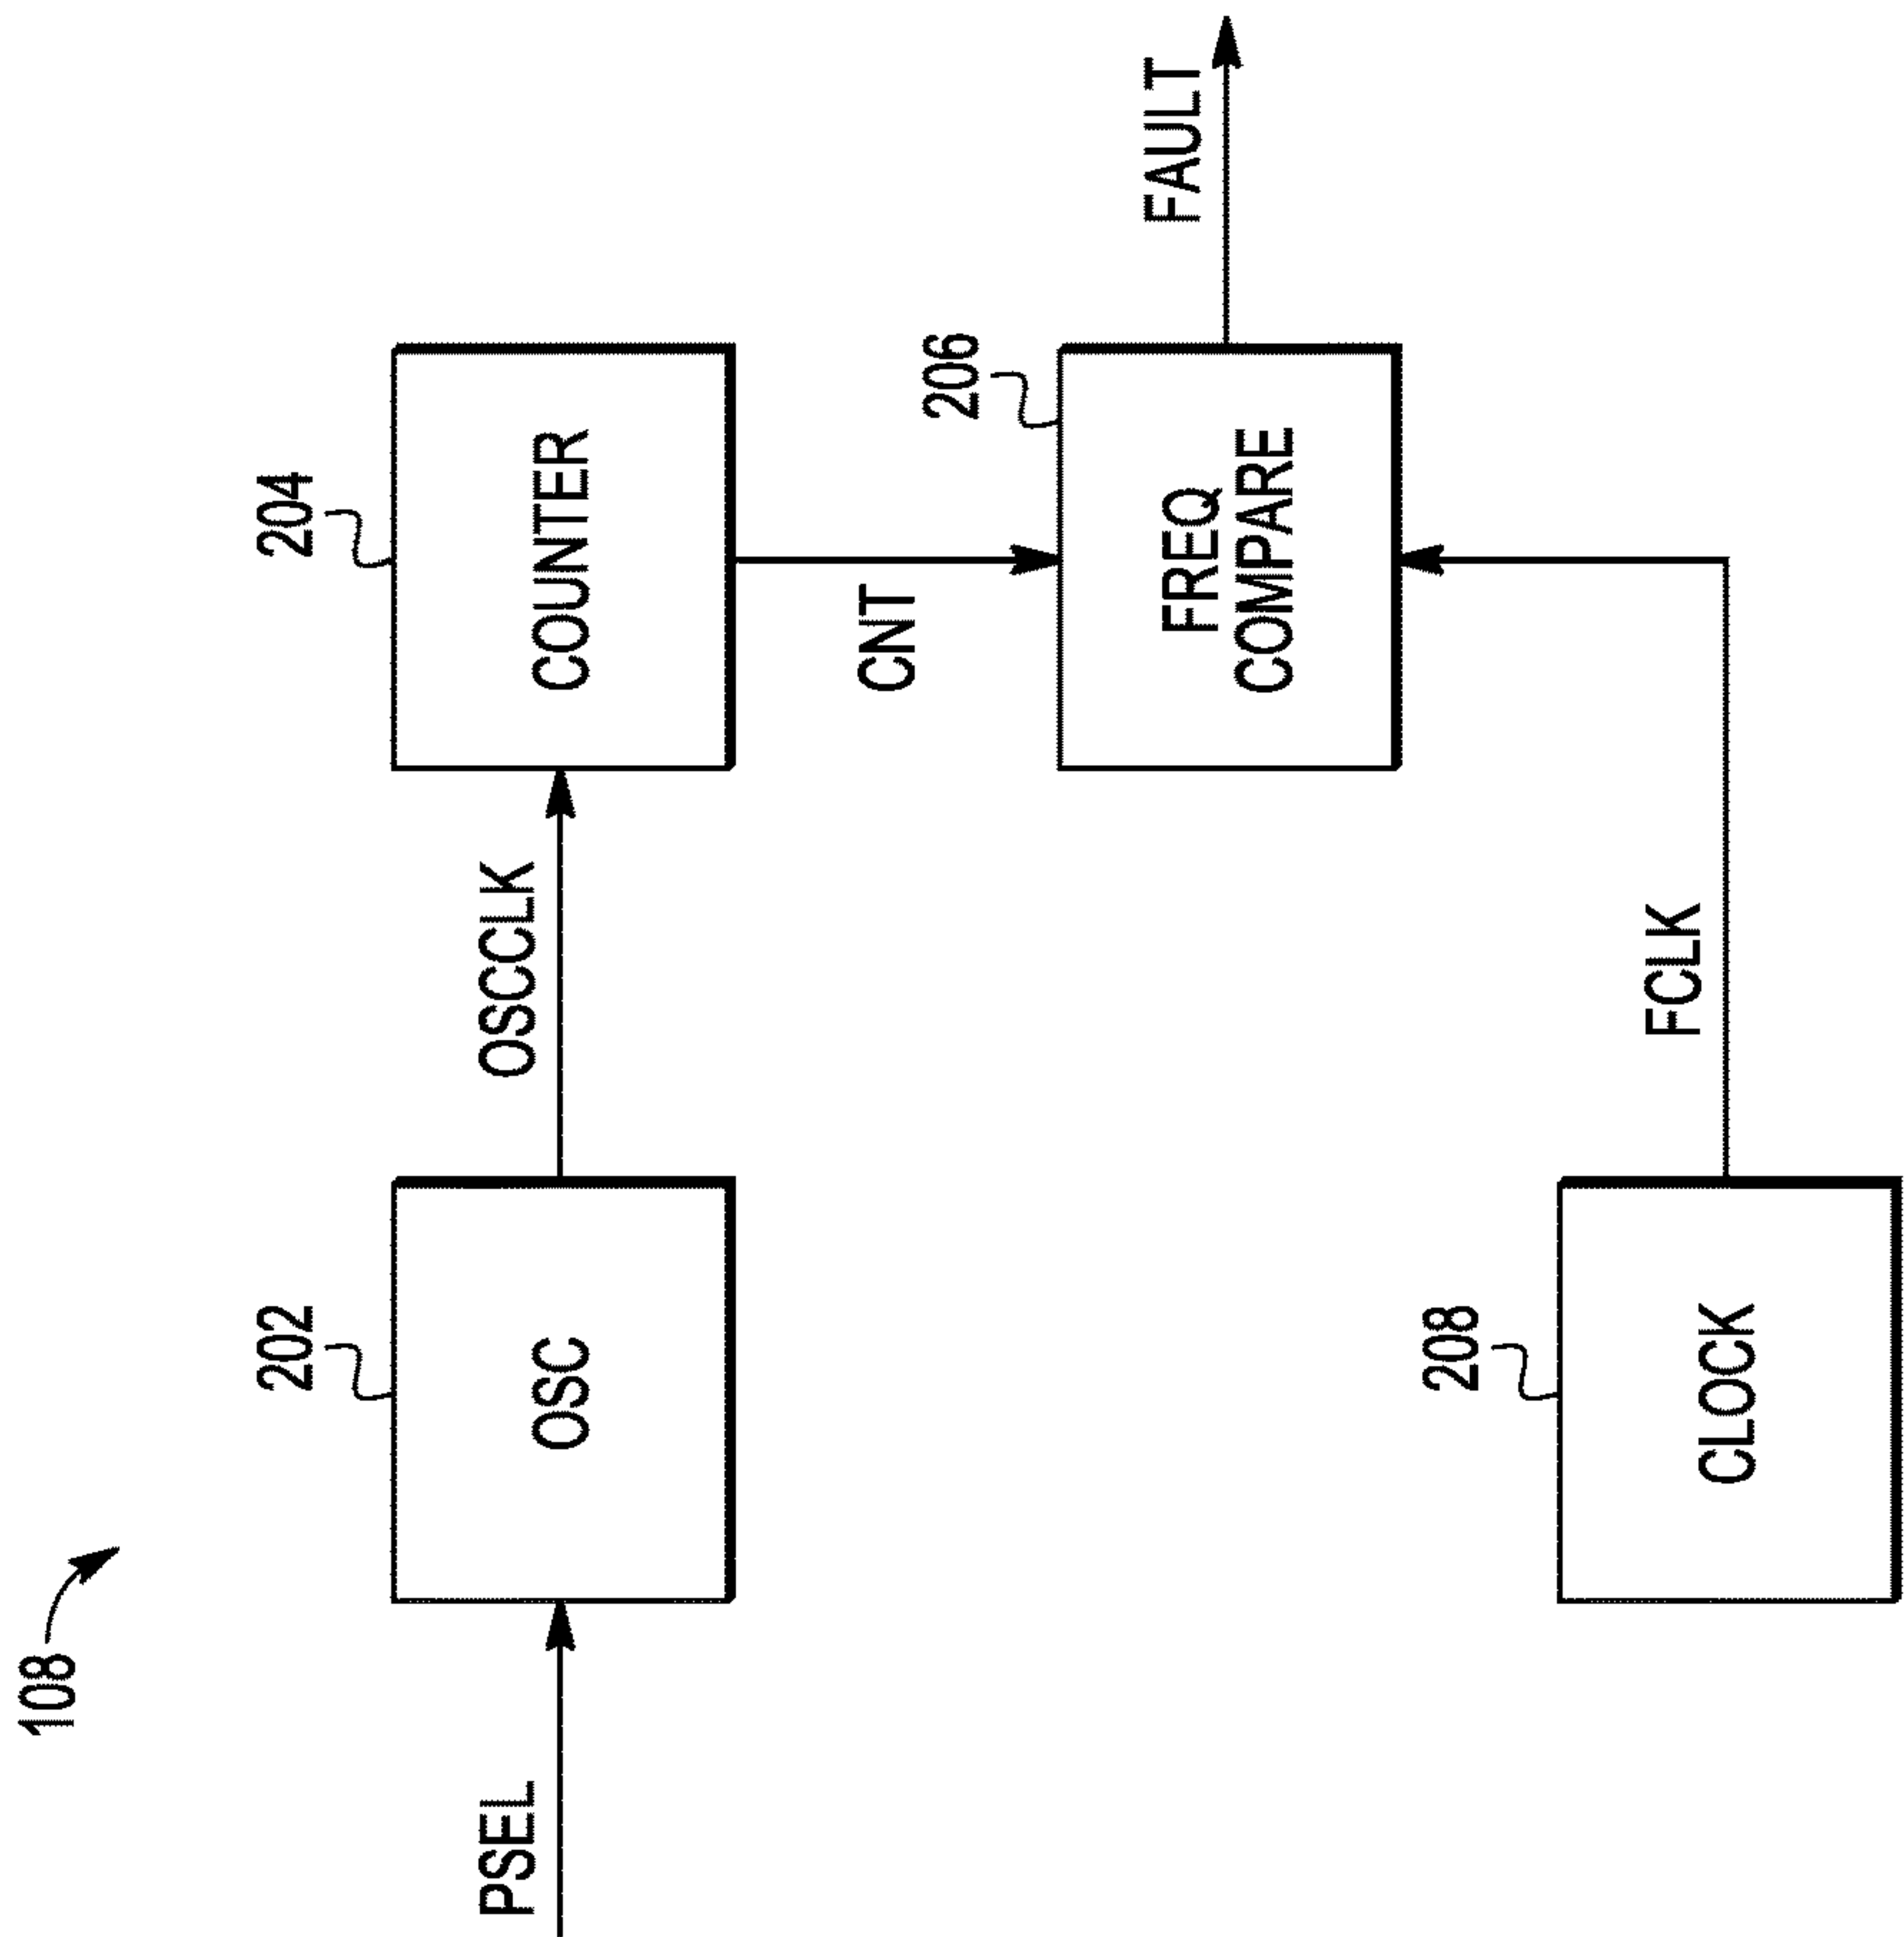 108
202
204
PSEL
OSC
OSCCLK
COUNTER
CNT
206
208
FREQ
COMPARE
FAULT
CLOCK
FCLK